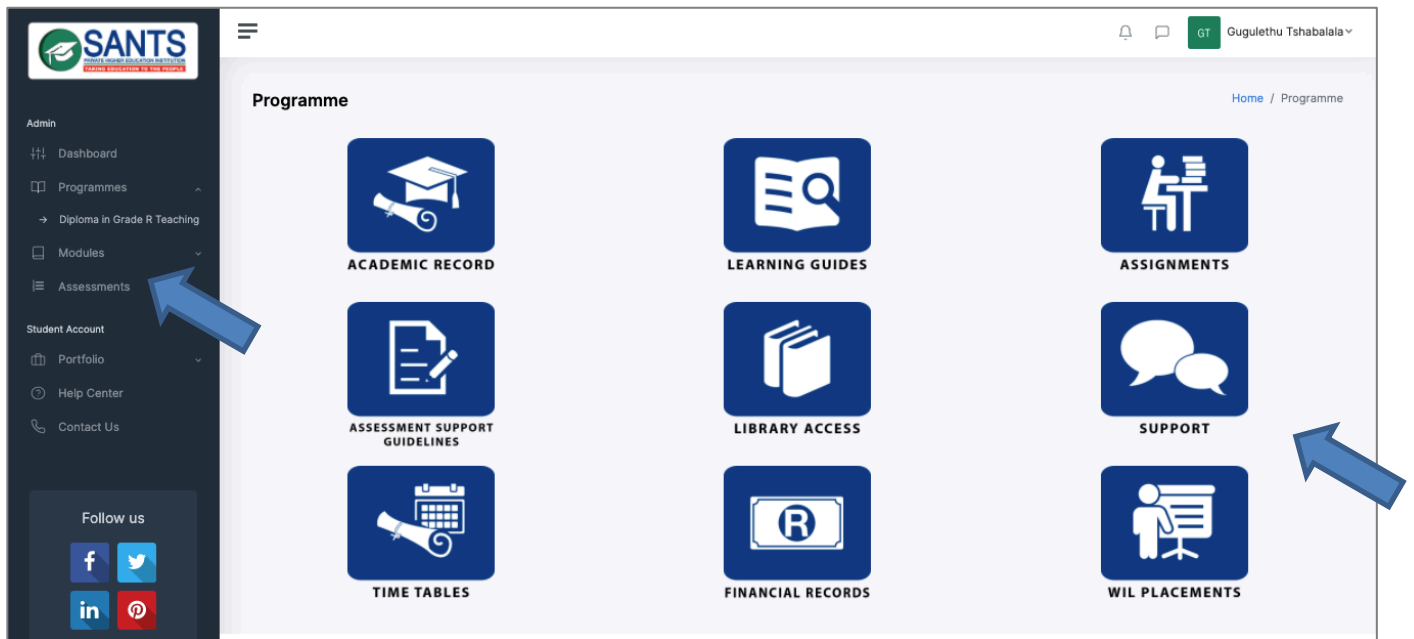 SANTS
PRIVATE HIGHER EDUCATION INSTITUTION
TAKING EDUCATION TO THE PEOPLE
GT
Gugulethu Tshabalala
Programme
Home / Programme
Admin
Dashboard
Programmes
Diploma in Grade R Teaching
Modules
Assessments
Student Account
Portfolio
Help Center
Contact Us
Follow us
f
in
ACADEMIC RECORD
LEARNING GUIDES
ASSIGNMENTS
ASSESSMENT SUPPORT
GUIDELINES
LIBRARY ACCESS
SUPPORT
TIME TABLES
R
FINANCIAL RECORDS
WIL PLACEMENTS